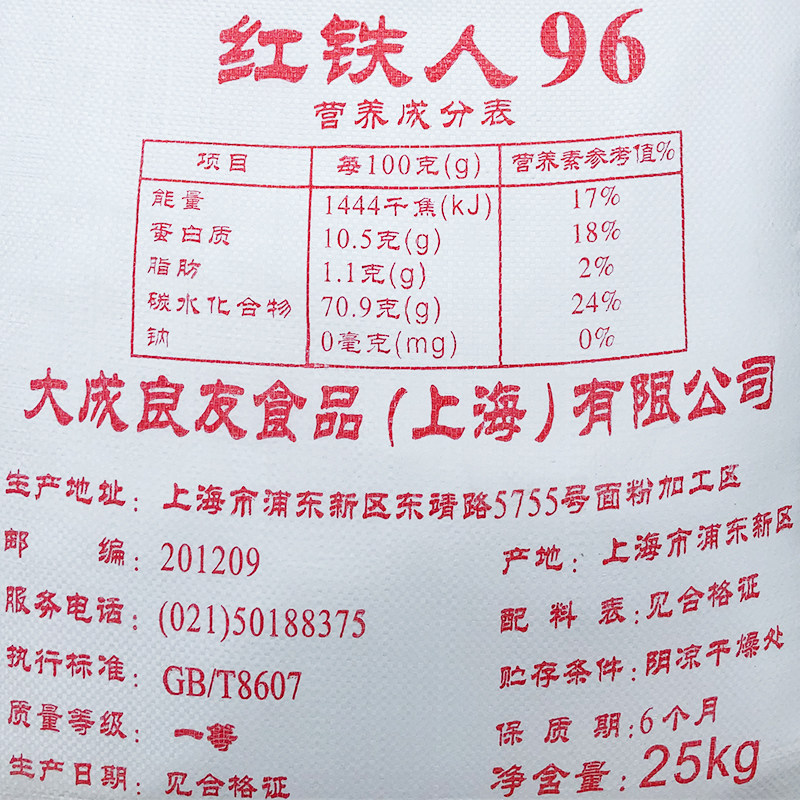 红铁人96
营养成分表
项目 每100克(g) 营养素参考值%
能量 1444千焦(kJ) 17%
蛋白质 10.5克(g) 18%
脂肪 1.1克(g) 2%
碳水化合物 70.9克(g) 24%
钠 0毫克(mg) 0%
大成良友食品(上海)有限公司
生产地址: 上海市浦东新区东靖路5755号面粉加工区
邮 编: 201209 产地: 上海市浦东新区
服务电话: (021)50188375 配料表: 见合格证
执行标准: GB/T8607 贮存条件: 阴凉干燥处
质量等级: 一等 保质期: 6个月
生产日期: 见合格证 净含量: 25kg